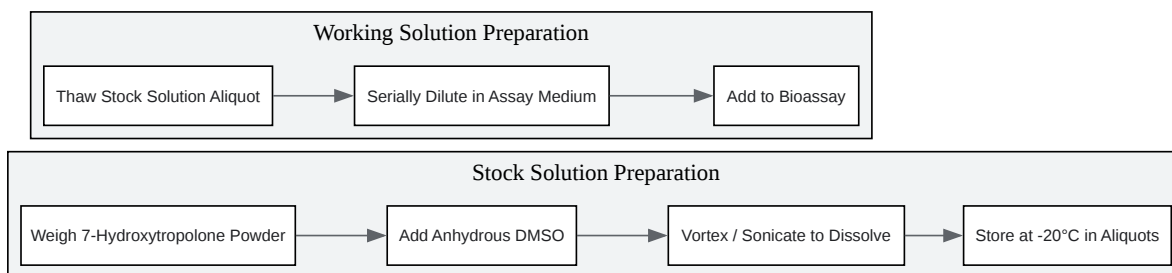 Working Solution Preparation
Thaw Stock Solution Aliquot
Serially Dilute in Assay Medium
Add to Bioassay
Stock Solution Preparation
Weigh 7-Hydroxytropolone Powder
Add Anhydrous DMSO
Vortex / Sonicate to Dissolve
Store at -20°C in Aliquots